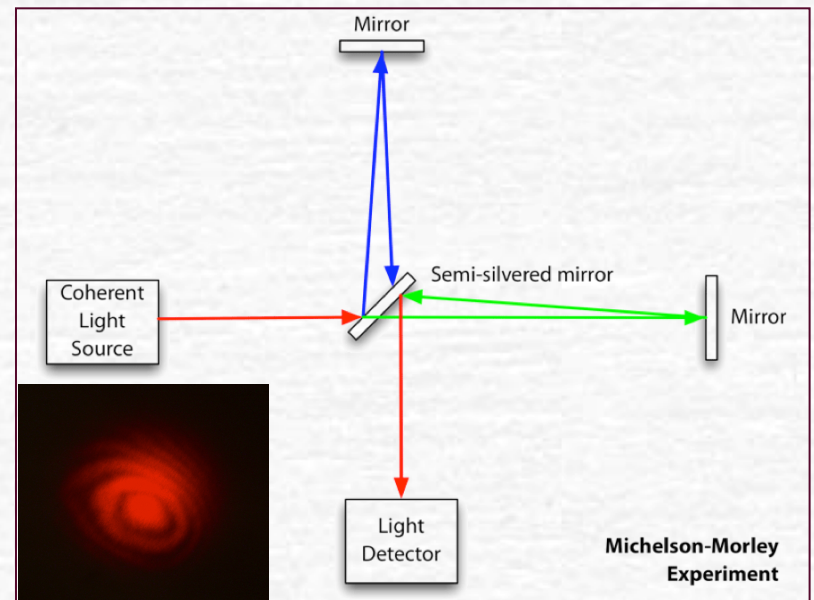 Mirror
Semi-silvered mirror
Coherent
Light
Source
Mirror
Light
Detector
Michelson-Morley
Experiment